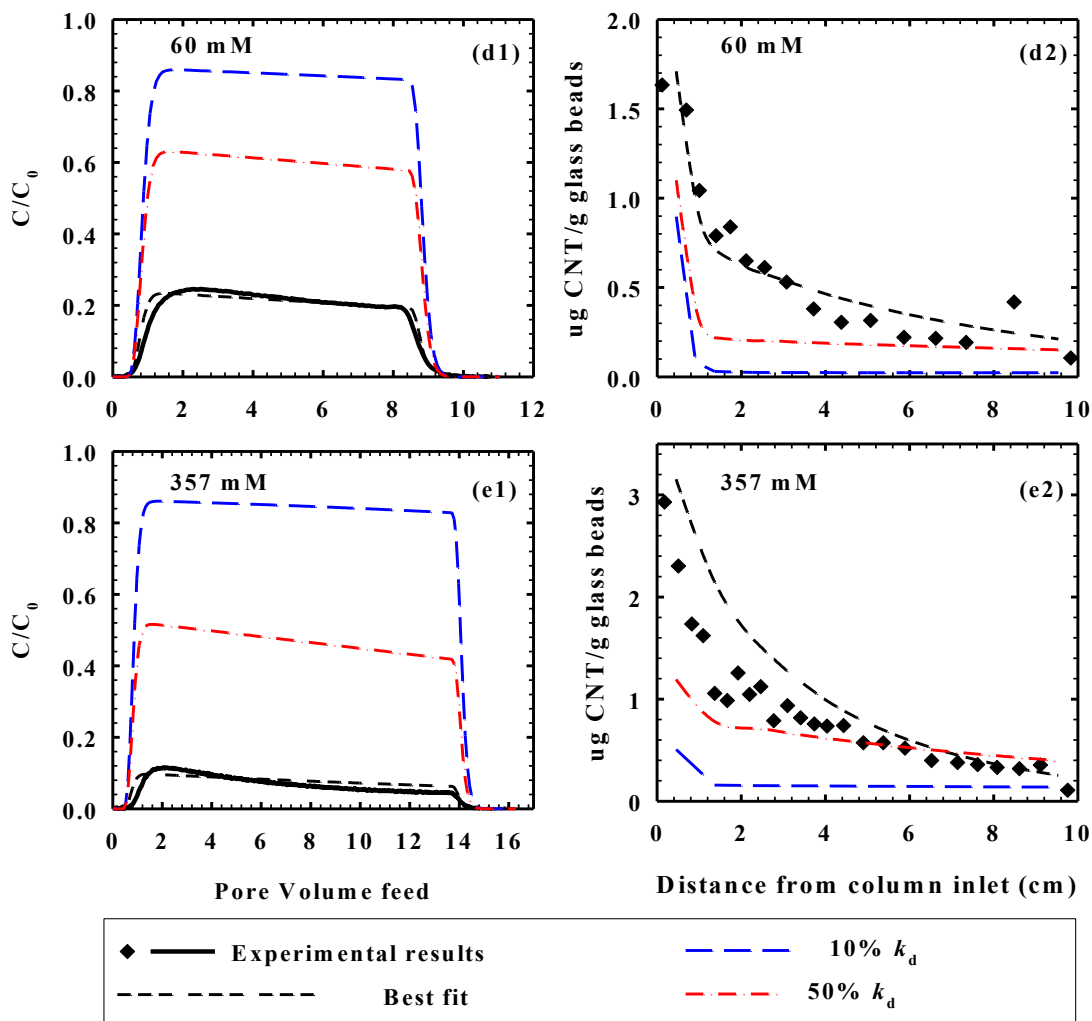 60 mM
(d1)
C/C0
1.0
0.8
0.6
0.4
0.2
0.0
0 2 4 6 8 10 12
60 mM
(d2)
ug CNT/g glass beads
2.0
1.5
1.0
0.5
0.0
0 2 4 6 8 10
357 mM
(e1)
C/C0
1.0
0.8
0.6
0.4
0.2
0.0
0 2 4 6 8 10 12 14 16
Pore Volume feed
357 mM
(e2)
ug CNT/g glass beads
3
2
1
0
0 2 4 6 8 10
Distance from column inlet (cm)
Experimental results
10% kd
Best fit
50% kd